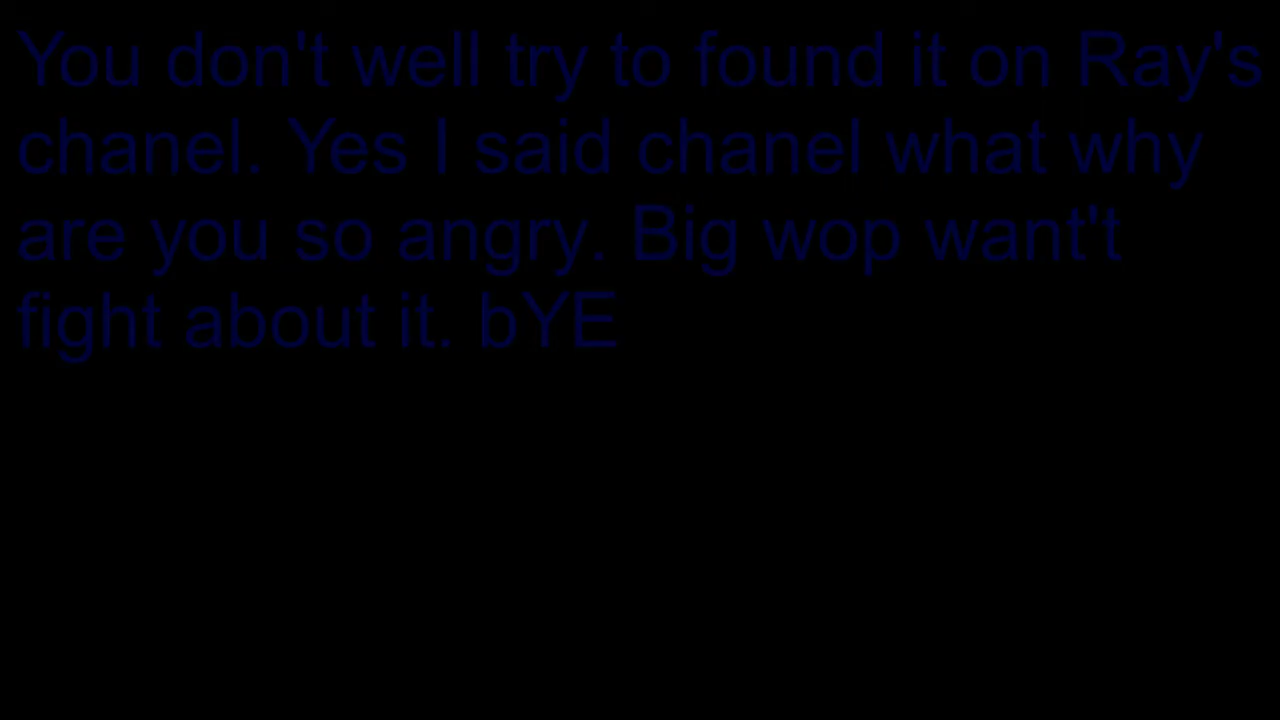 You don't well try to found it on Ray's
chanel. Yes I said chanel what why
are you so angry. Big wop want't
fight about it. bYE